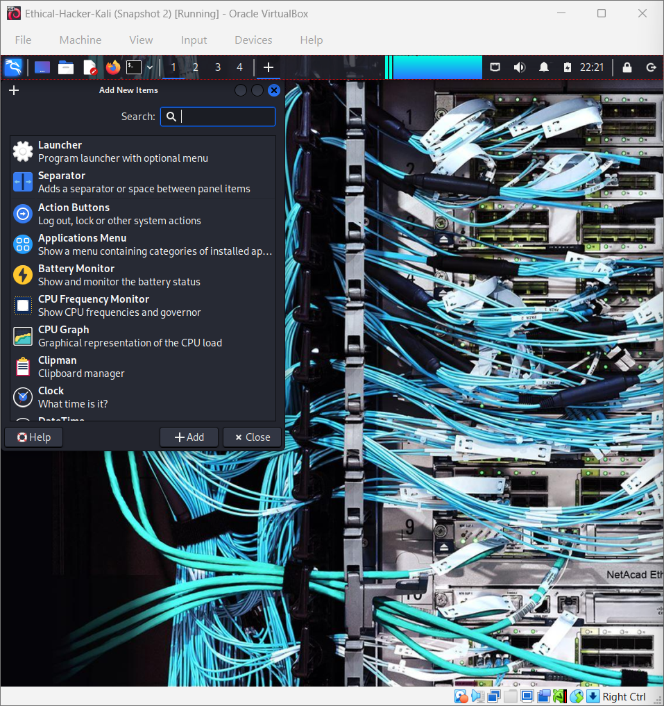 Ethical-Hacker-Kali (Snapshot 2) [Running] - Oracle VirtualBox
File Machine View Input Devices Help
1 2 3 4 22:21
Add New Items
Search:
Launcher
Program launcher with optional menu
Separator
Adds a separator or space between panel items
Action Buttons
Log out, lock or other system actions
Applications Menu
Show a menu containing categories of installed ap...
Battery Monitor
Show and monitor the battery status
CPU Frequency Monitor
Show CPU frequencies and governor
CPU Graph
Graphical representation of the CPU load
Clipman
Clipboard manager
Clock
What time is it?
DateTime
Help Add Close
1
2
9
10
NetAcad Eth
Right Ctrl